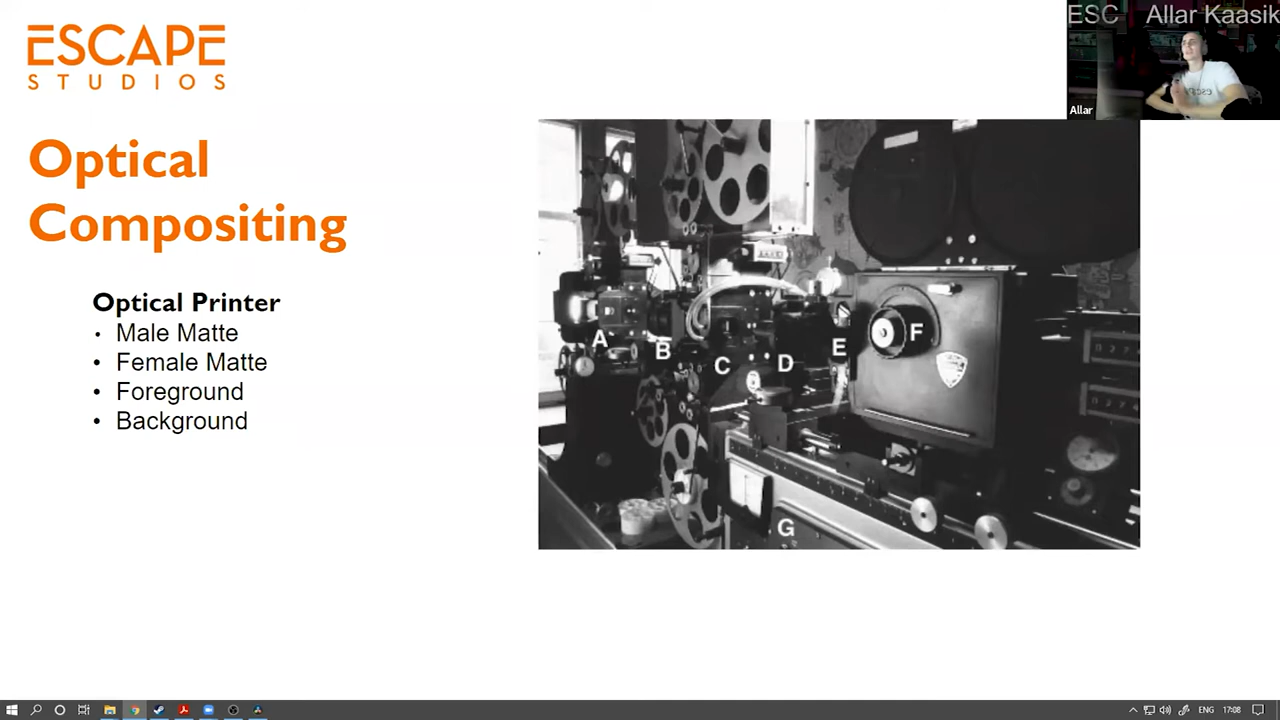 ESCAPE
STUDIOS
ESC Allar Kaasik
Allar
Optical
Compositing
Optical Printer
• Male Matte
• Female Matte
• Foreground
• Background
A
B
C
D
E
F
G
ENG 17:08